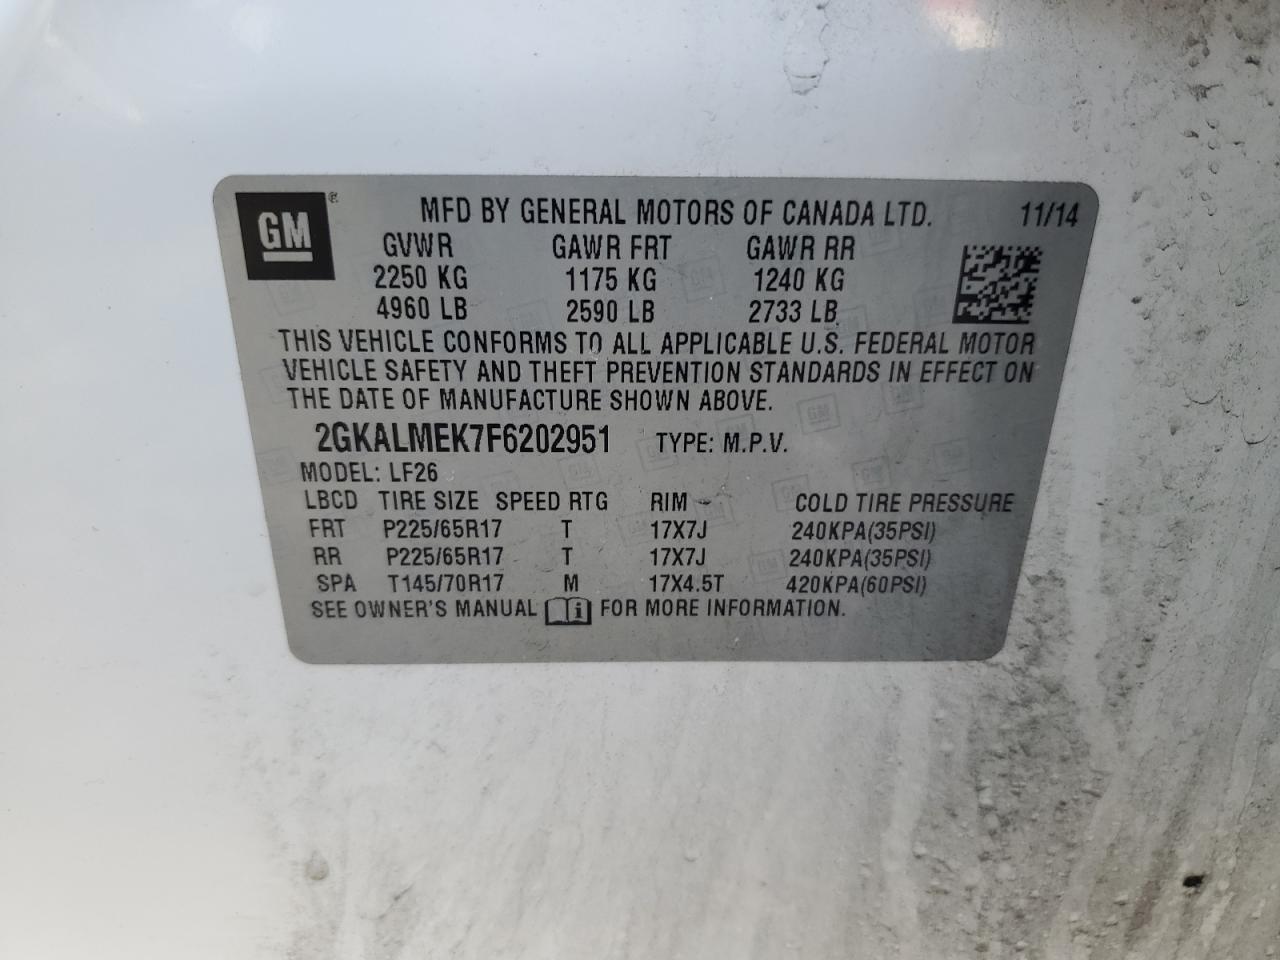 GM ® MFD BY GENERAL MOTORS OF CANADA LTD. 11/14
GVWR GAWR FRT GAWR RR
2250 KG 1175 KG 1240 KG
4960 LB 2590 LB 2733 LB
THIS VEHICLE CONFORMS TO ALL APPLICABLE U.S. FEDERAL MOTOR
VEHICLE SAFETY AND THEFT PREVENTION STANDARDS IN EFFECT ON
THE DATE OF MANUFACTURE SHOWN ABOVE.
2GKALMEK7F6202951 TYPE: M.P.V.
MODEL: LF26
LBCD TIRE SIZE SPEED RTG RIM COLD TIRE PRESSURE
FRT P225/65R17 T 17X7J 240KPA(35PSI)
RR P225/65R17 T 17X7J 240KPA(35PSI)
SPA T145/70R17 M 17X4.5T 420KPA(60PSI)
SEE OWNER'S MANUAL i FOR MORE INFORMATION.